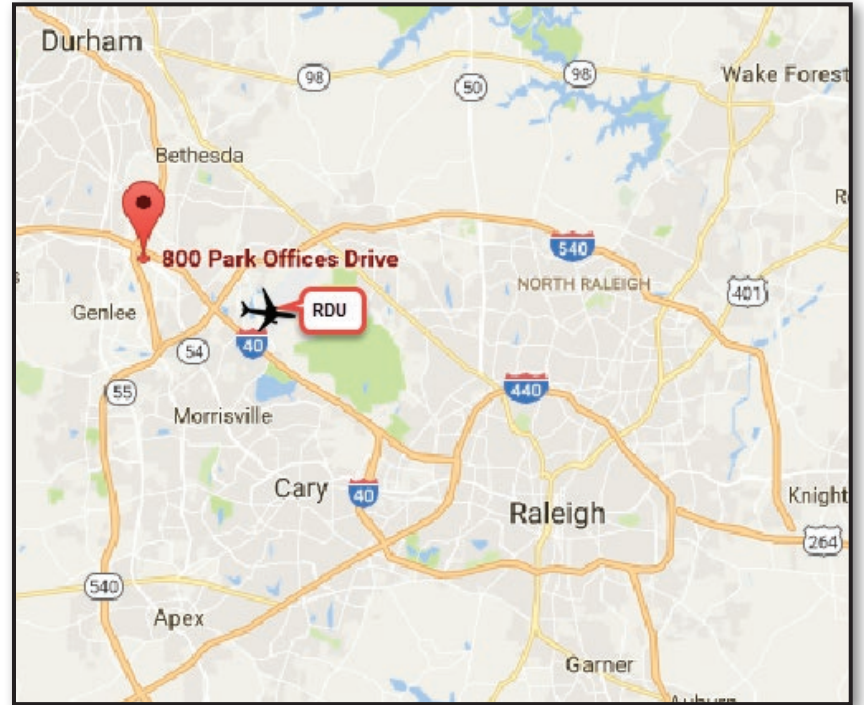 Durham
98
98
50
Wake Forest
Bethesda
R
800 Park Offices Drive
540
NORTH RALEIGH
401
RDU
Genlee
54
40
55
440
Morrisville
Cary
40
Raleigh
Knight
264
540
Apex
Garner
Auburn
s